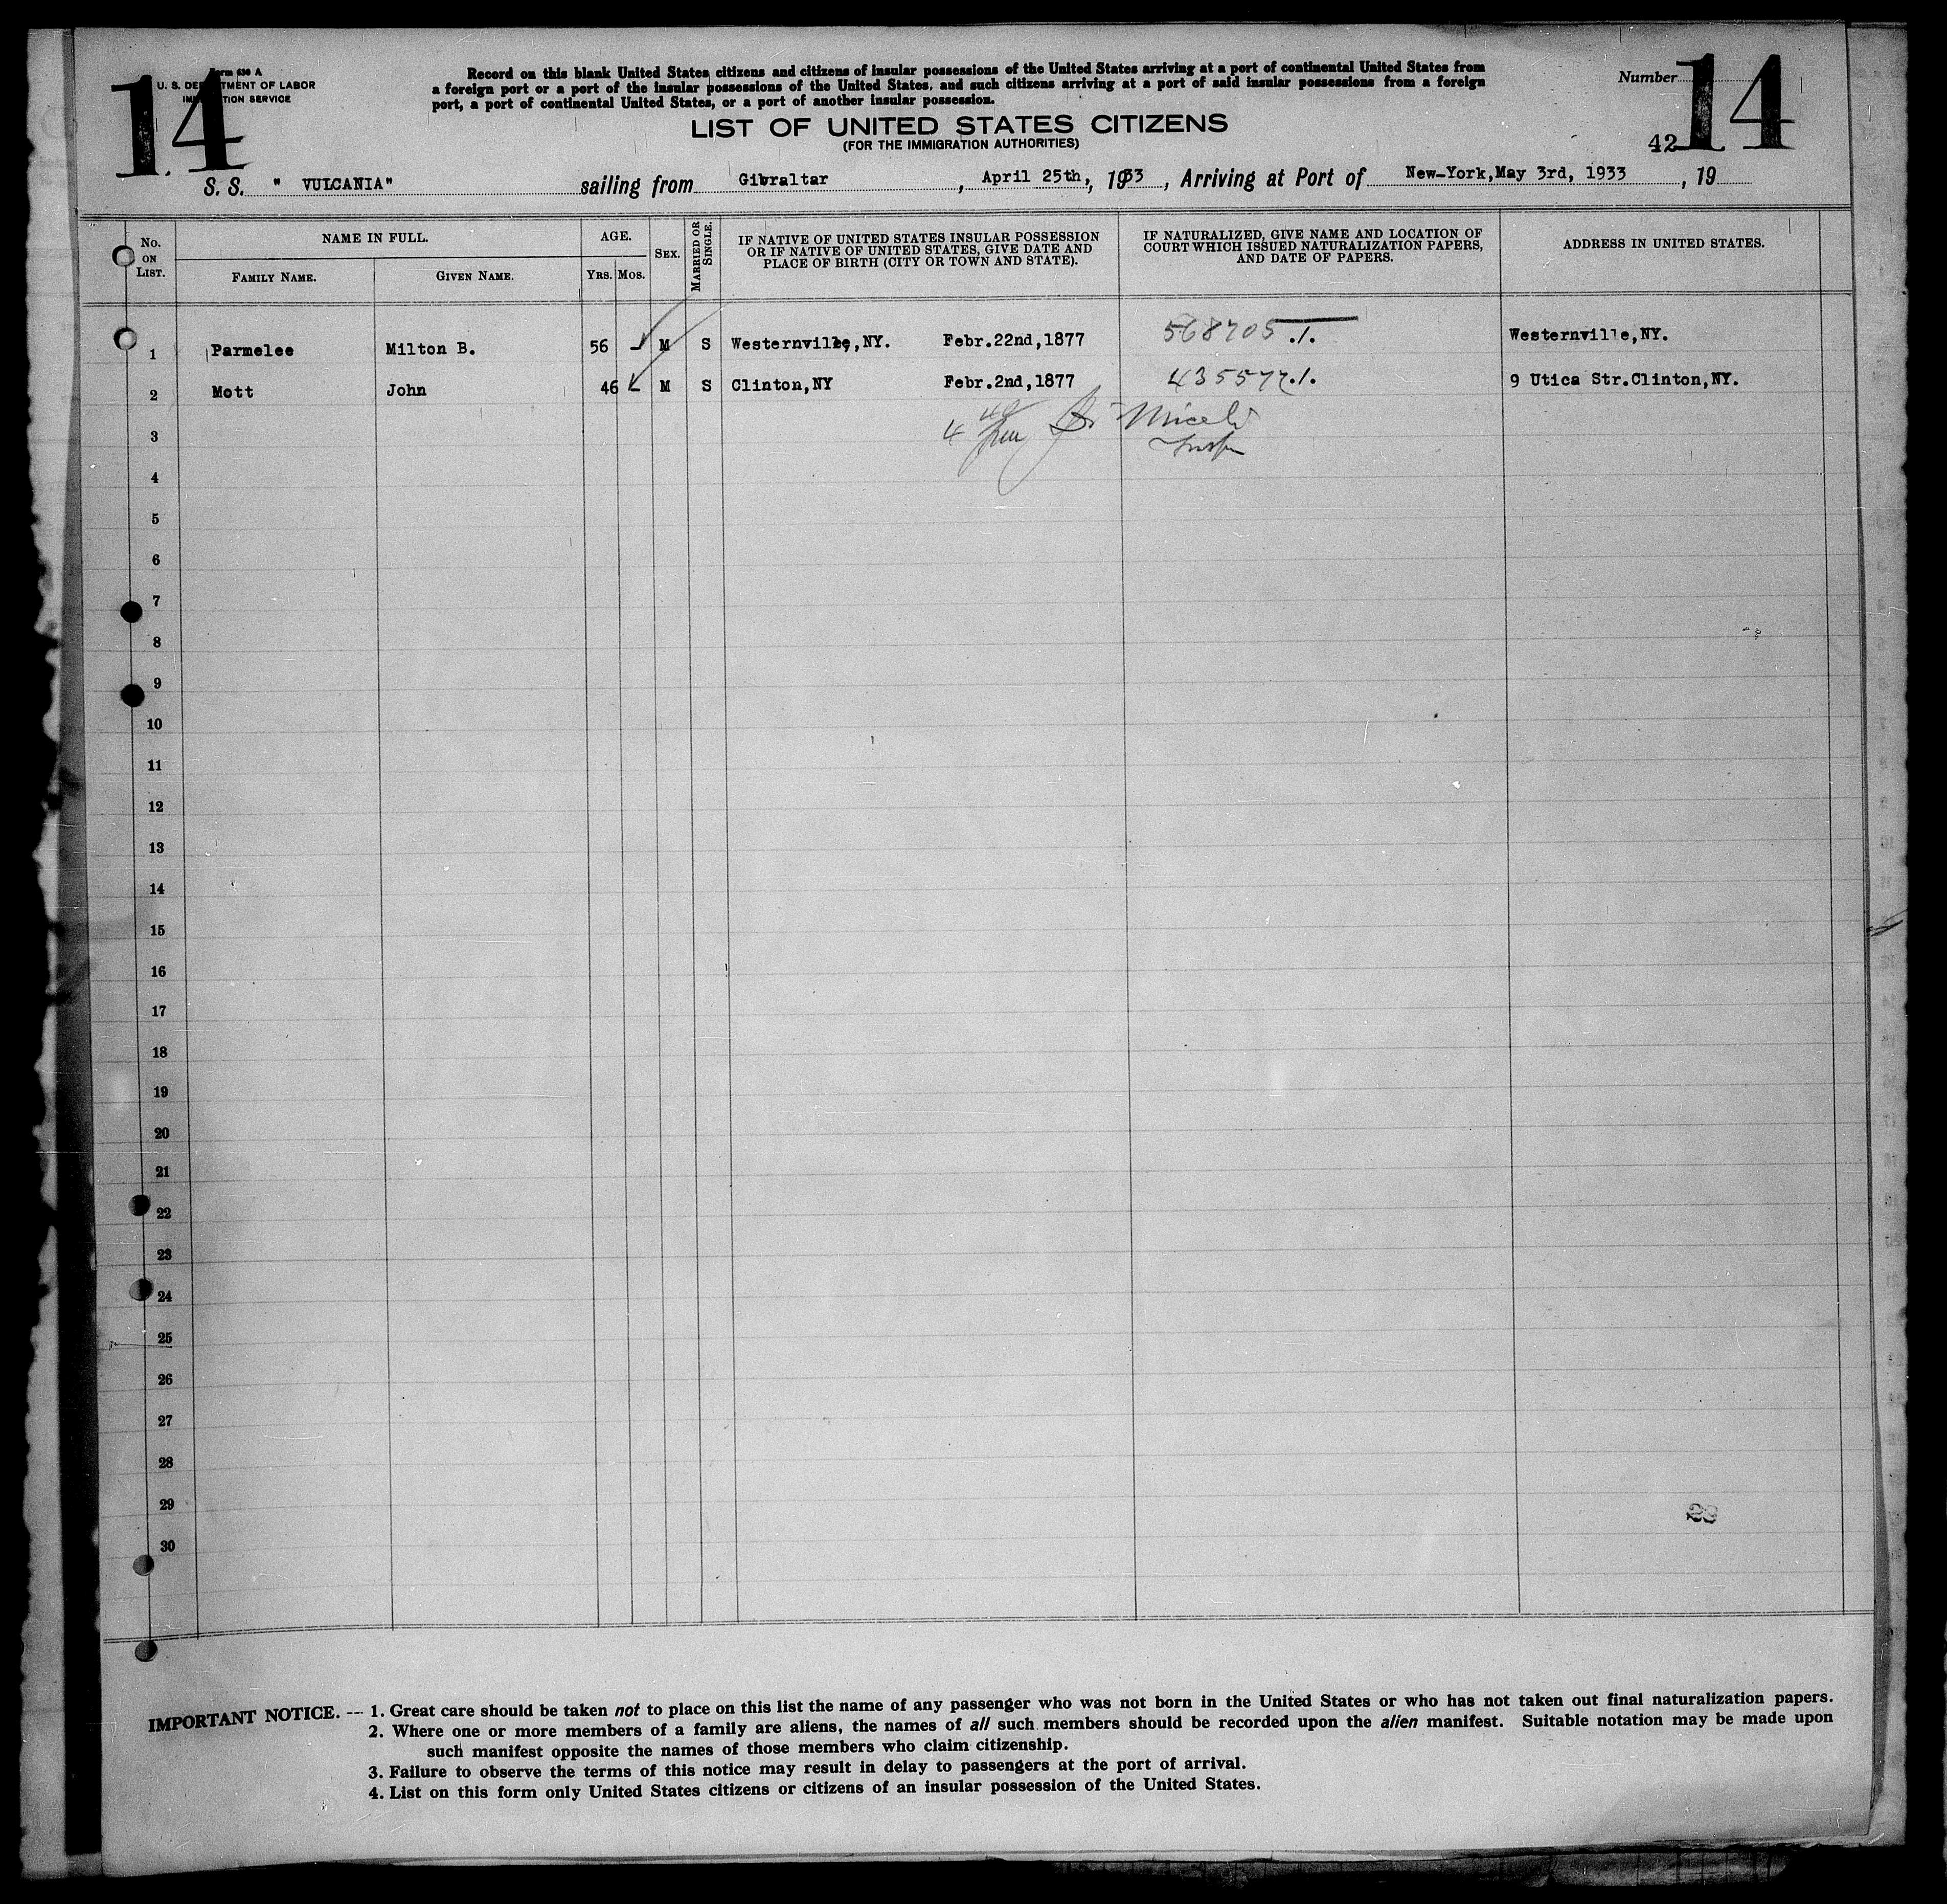 14
Form 630 A
U. S. DEPARTMENT OF LABOR
IMMIGRATION SERVICE
Record on this blank United States citizens and citizens of insular possessions of the United States arriving at a port of continental United States from
a foreign port or a port of the insular possessions of the United States, and such citizens arriving at a port of said insular possessions from a foreign
port, a port of continental United States, or a port of another insular possession.
Number 14
LIST OF UNITED STATES CITIZENS
(FOR THE IMMIGRATION AUTHORITIES)
42
S. S. " VULCANIA" sailing from Gibraltar, April 25th, 1933, Arriving at Port of New-York,May 3rd, 1933, 19
No. ON LIST. NAME IN FULL. FAMILY NAME. GIVEN NAME. AGE. YRS. MOS. SEX. MARRIED OR SINGLE. IF NATIVE OF UNITED STATES INSULAR POSSESSION OR IF NATIVE OF UNITED STATES, GIVE DATE AND PLACE OF BIRTH (CITY OR TOWN AND STATE). IF NATURALIZED, GIVE NAME AND LOCATION OF COURT WHICH ISSUED NATURALIZATION PAPERS, AND DATE OF PAPERS. ADDRESS IN UNITED STATES.
1 Parmelee Milton B. 56 M S Westernville,NY. Febr.22nd,1877 568705 Westernville,NY.
2 Mott John 46 M S Clinton,NY Febr.2nd,1877 435577 9 Utica Str.Clinton,NY.
3
4
5
6
7
8
9
10
11
12
13
14
15
16
17
18
19
20
21
22
23
24
25
26
27
28
29
30
IMPORTANT NOTICE. --- 1. Great care should be taken not to place on this list the name of any passenger who was not born in the United States or who has not taken out final naturalization papers.
2. Where one or more members of a family are aliens, the names of all such members should be recorded upon the alien manifest. Suitable notation may be made upon
such manifest opposite the names of those members who claim citizenship.
3. Failure to observe the terms of this notice may result in delay to passengers at the port of arrival.
4. List on this form only United States citizens or citizens of an insular possession of the United States.